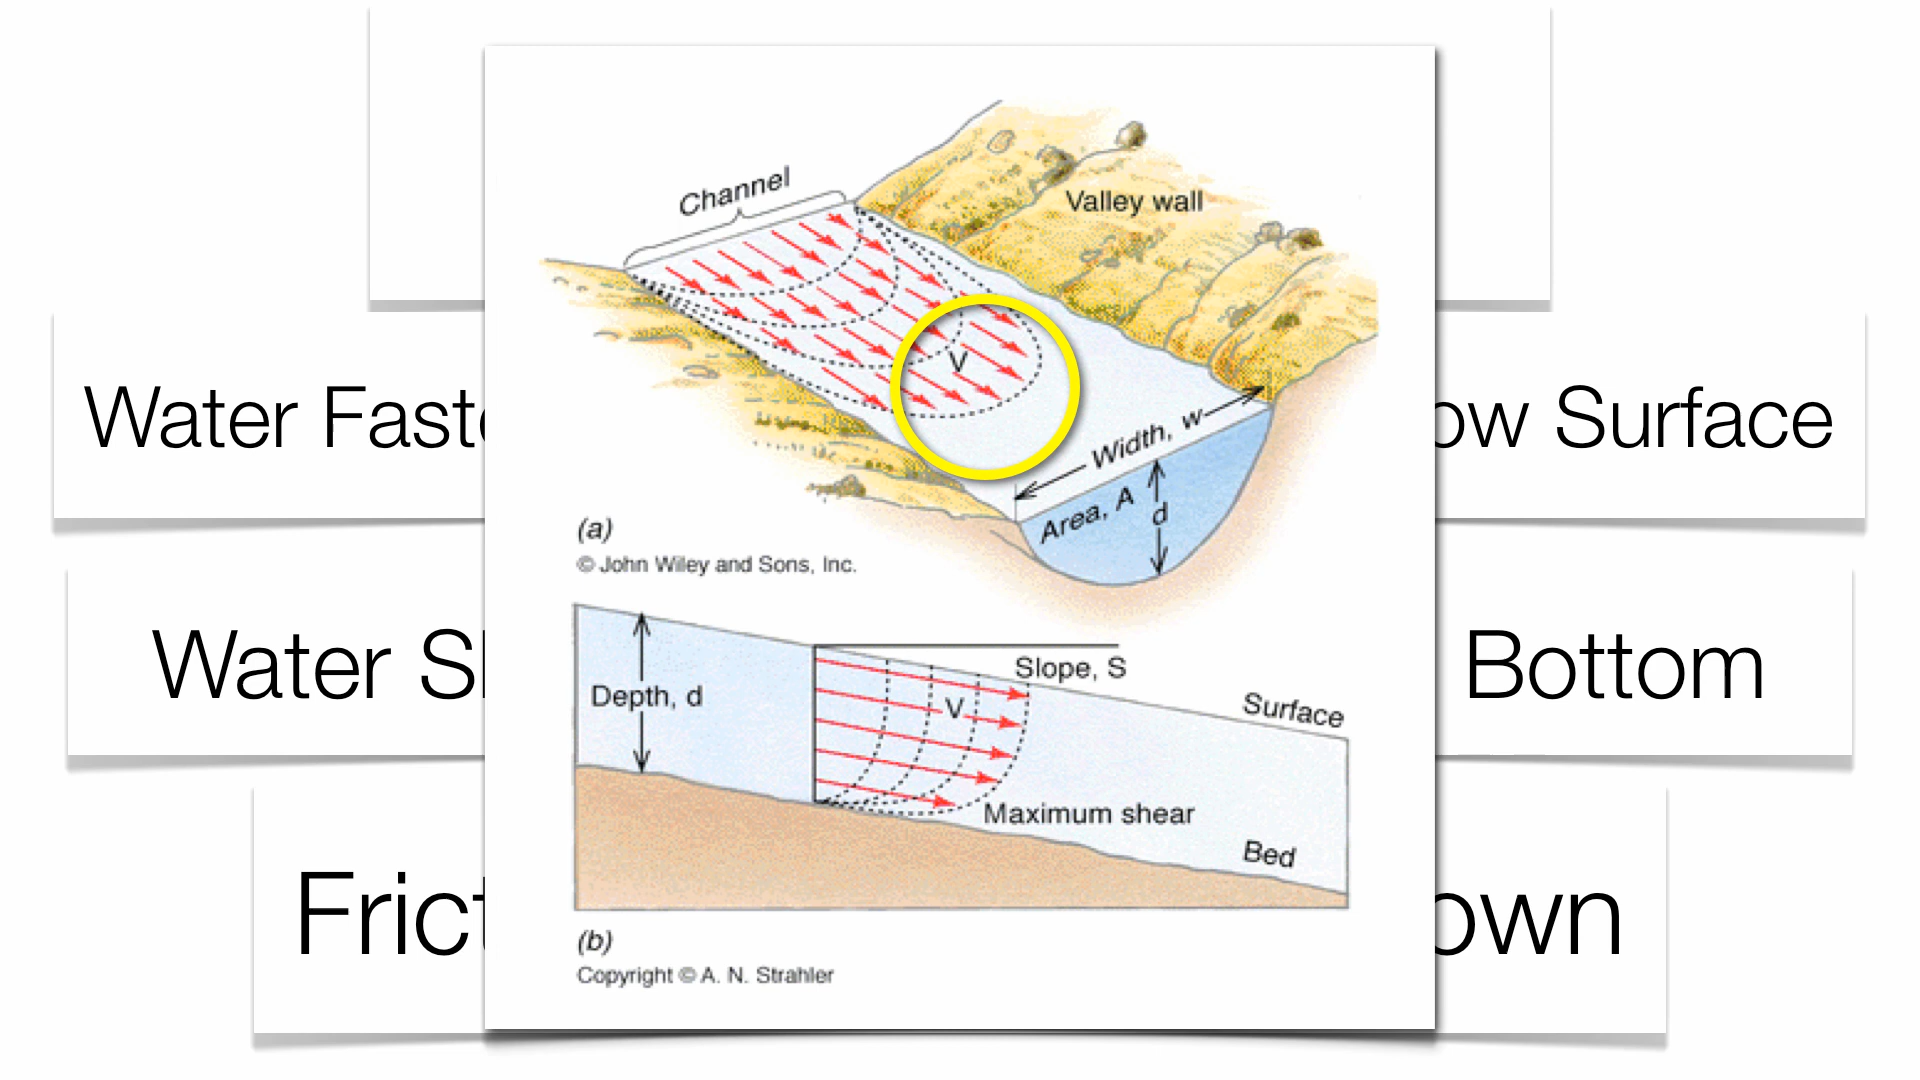 Channel
Valley wall
V
Water Fast
ow Surface
Width, w
Area, A
d
(a)
© John Wiley and Sons, Inc.
Water Sl
Bottom
Slope, S
Depth, d
V
Surface
Maximum shear
Bed
Frict
own
(b)
Copyright © A. N. Strahler